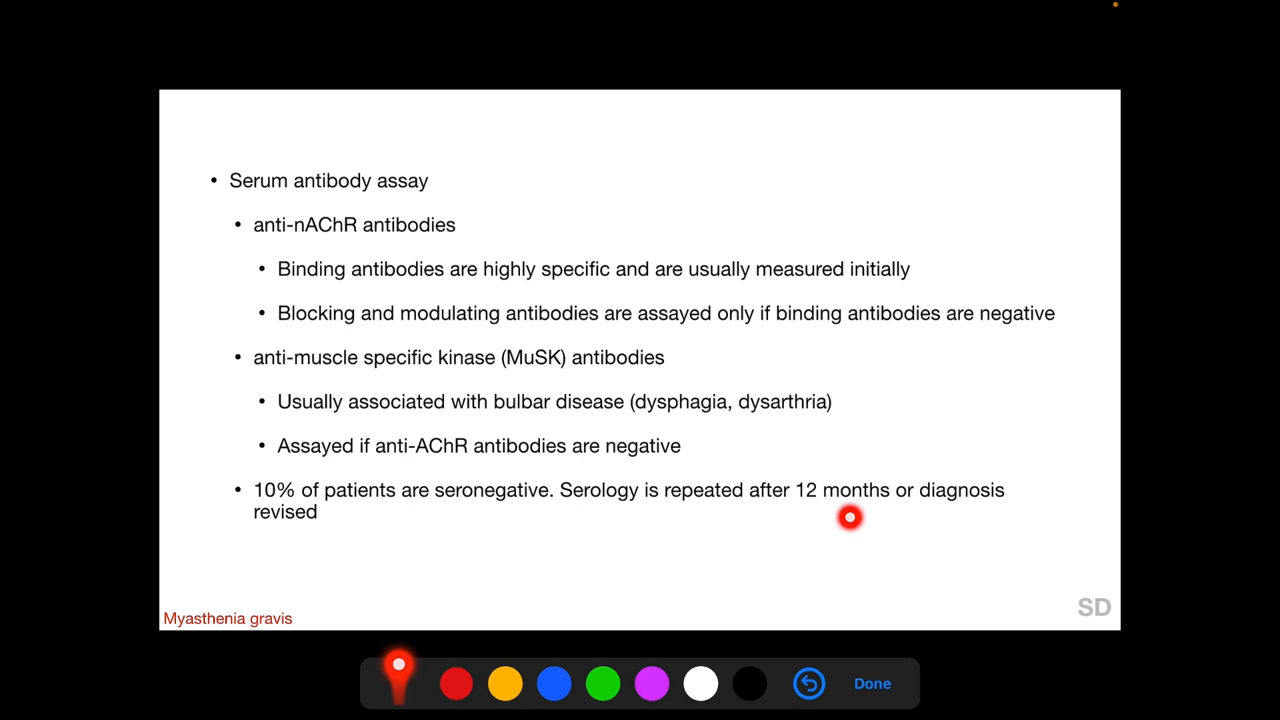 Serum antibody assay
anti-nAChR antibodies
Binding antibodies are highly specific and are usually measured initially
Blocking and modulating antibodies are assayed only if binding antibodies are negative
anti-muscle specific kinase (MuSK) antibodies
Usually associated with bulbar disease (dysphagia, dysarthria)
Assayed if anti-AChR antibodies are negative
10% of patients are seronegative. Serology is repeated after 12 months or diagnosis
revised
SD
Myasthenia gravis
Done